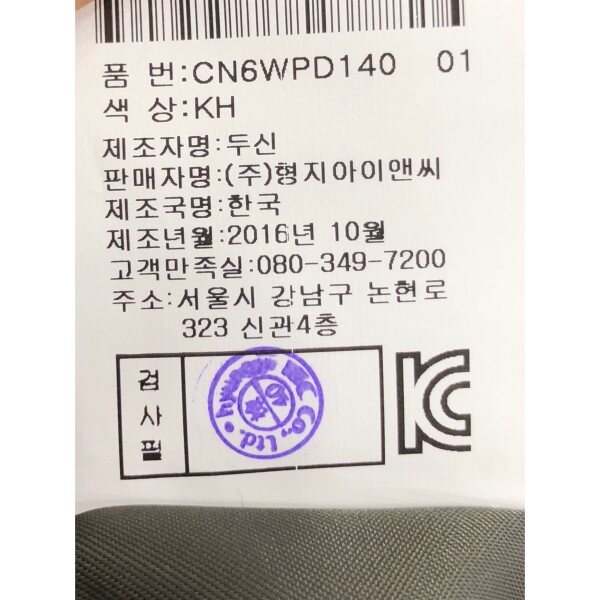 품 번:CN6WPD140 01
색 상:KH
제조자명:두신
판매자명:(주)형지아이앤씨
제조국명:한국
제조년월:2016년 10월
고객만족실:080-349-7200
주소:서울시 강남구 논현로
323 신관4층
검사필
Co., Ltd.
KC